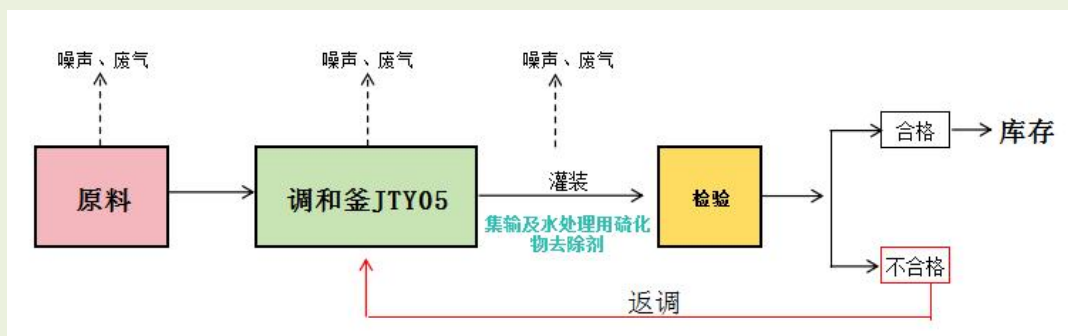 噪声、废气
噪声、废气
噪声、废气
原料
调和釜JTY05
灌装
集输及水处理用硫化
物去除剂
检验
合格
库存
不合格
返调